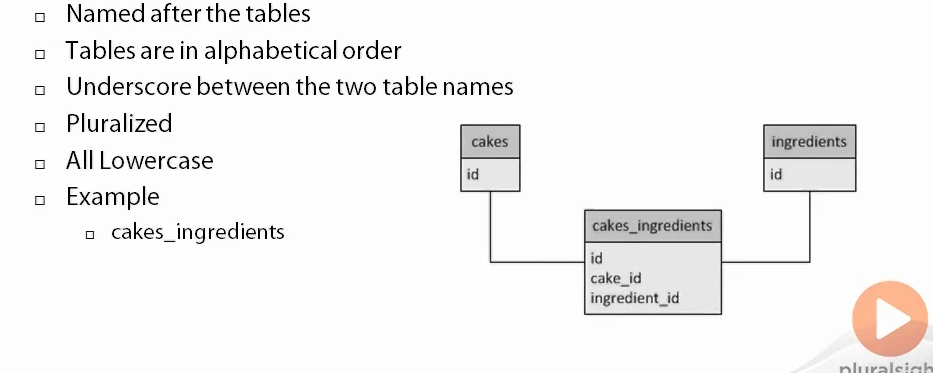 Named after the tables
Tables are in alphabetical order
Underscore between the two table names
Pluralized
All Lowercase
Example
cakes_ingredients
cakes
id
ingredients
id
cakes_ingredients
id
cake_id
ingredient_id